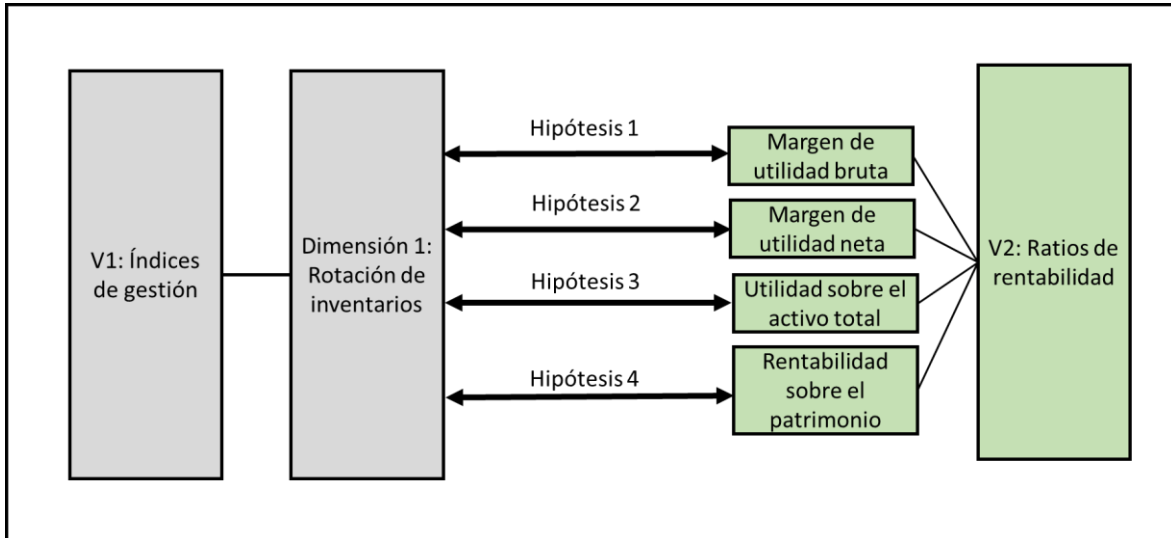 V1: Índices
de gestión
Dimensión 1:
Rotación de
inventarios
Hipótesis 1
Hipótesis 2
Hipótesis 3
Hipótesis 4
Margen de
utilidad bruta
Margen de
utilidad neta
Utilidad sobre el
activo total
Rentabilidad
sobre el
patrimonio
V2: Ratios de
rentabilidad